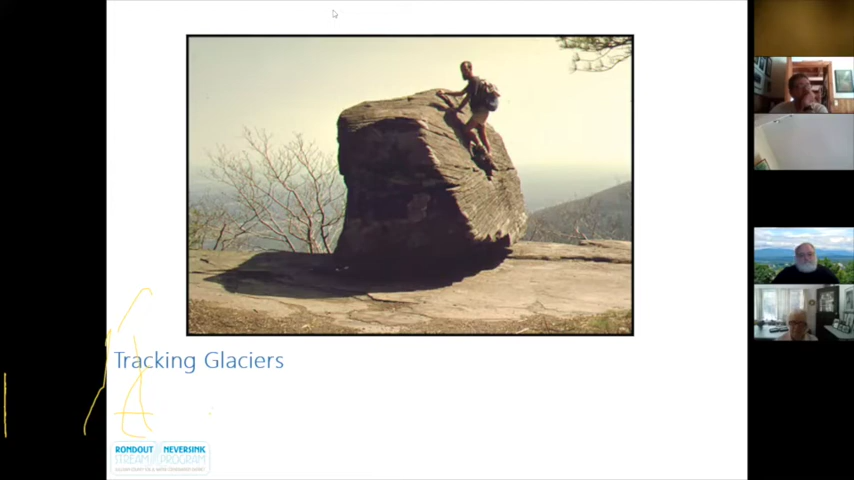 Tracking Glaciers
RONDOUT NEVERSINK
STREAM PROGRAM